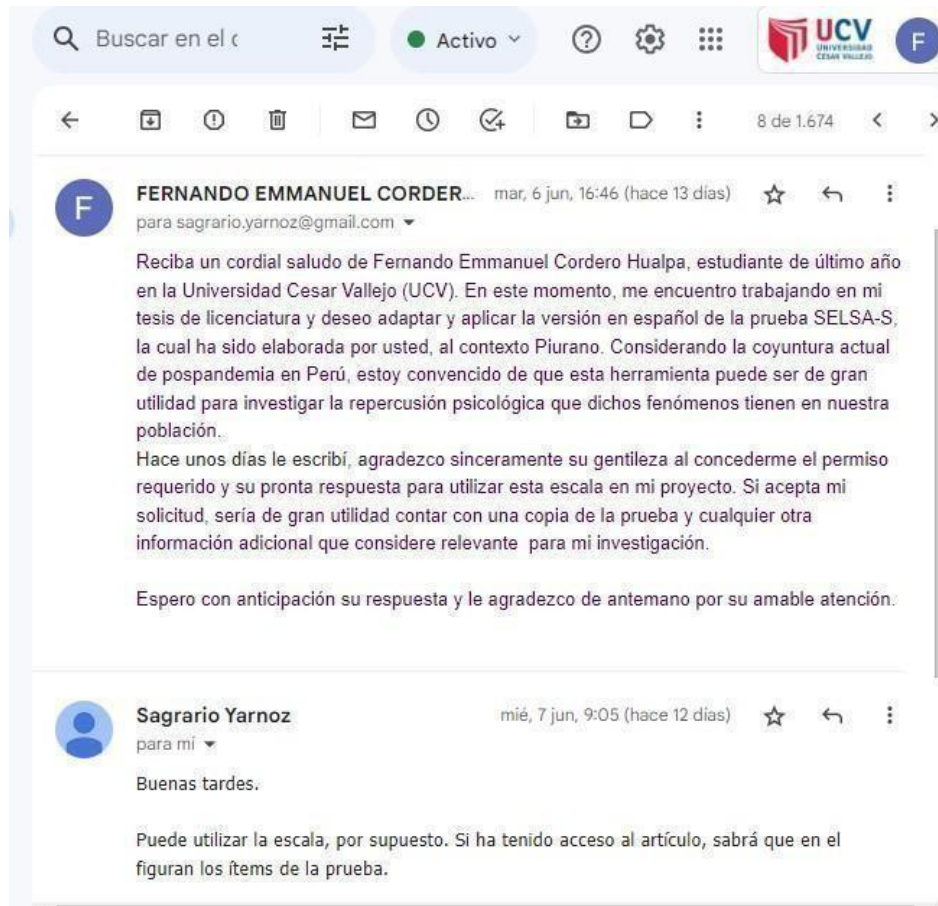 Buscar en el c
Activo
UCV
UNIVERSIDAD
CÉSAR VALLEJO
F
8 de 1.674
F
FERNANDO EMMANUEL CORDER... mar, 6 jun, 16:46 (hace 13 días)
para sagrario.yarnoz@gmail.com
Reciba un cordial saludo de Fernando Emmanuel Cordero Hualpa, estudiante de último año
en la Universidad Cesar Vallejo (UCV). En este momento, me encuentro trabajando en mi
tesis de licenciatura y deseo adaptar y aplicar la versión en español de la prueba SELSA-S,
la cual ha sido elaborada por usted, al contexto Piurano. Considerando la coyuntura actual
de pospandemia en Perú, estoy convencido de que esta herramienta puede ser de gran
utilidad para investigar la repercusión psicológica que dichos fenómenos tienen en nuestra
población.
Hace unos días le escribí, agradezco sinceramente su gentileza al concederme el permiso
requerido y su pronta respuesta para utilizar esta escala en mi proyecto. Si acepta mi
solicitud, sería de gran utilidad contar con una copia de la prueba y cualquier otra
información adicional que considere relevante para mi investigación.
Espero con anticipación su respuesta y le agradezco de antemano por su amable atención.
Sagrario Yarnoz mié, 7 jun, 9:05 (hace 12 días)
para mí
Buenas tardes.
Puede utilizar la escala, por supuesto. Si ha tenido acceso al artículo, sabrá que en el
figuran los ítems de la prueba.